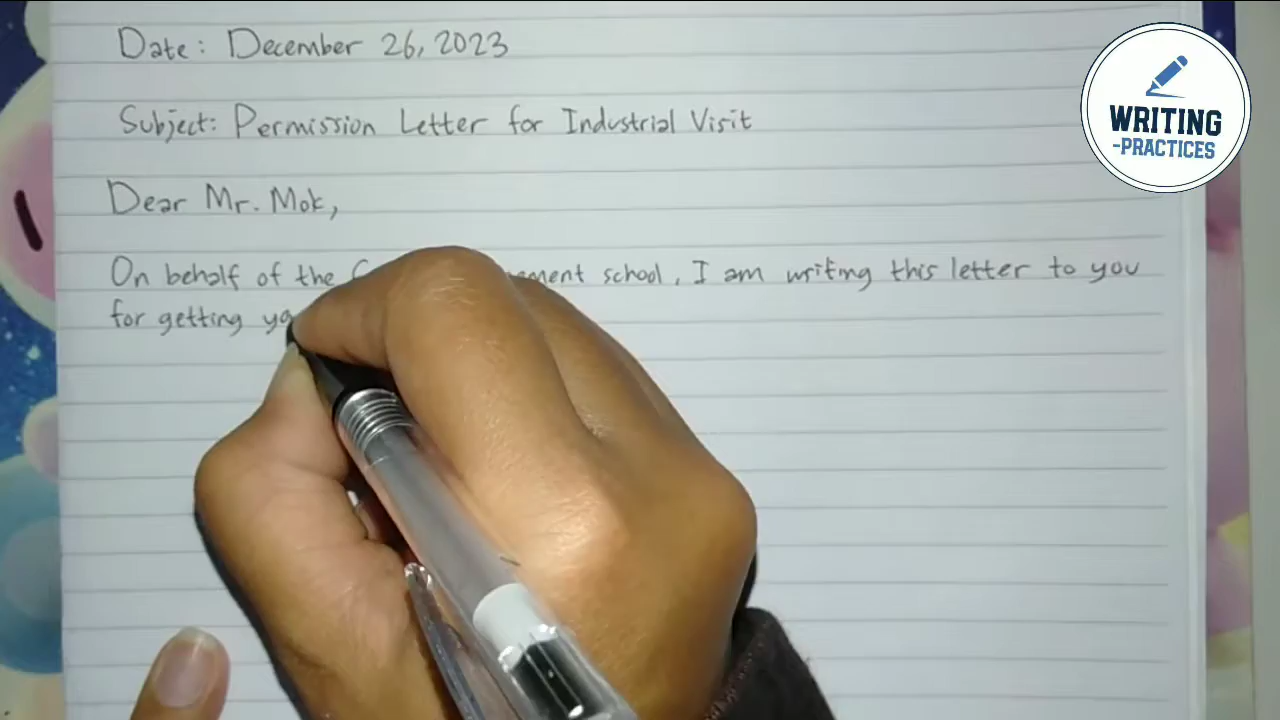 Date: December 26, 2023
Subject: Permission Letter for Industrial Visit
Dear Mr. Mok,
On behalf of the school, I am writing this letter to you
for getting
WRITING
-PRACTICES